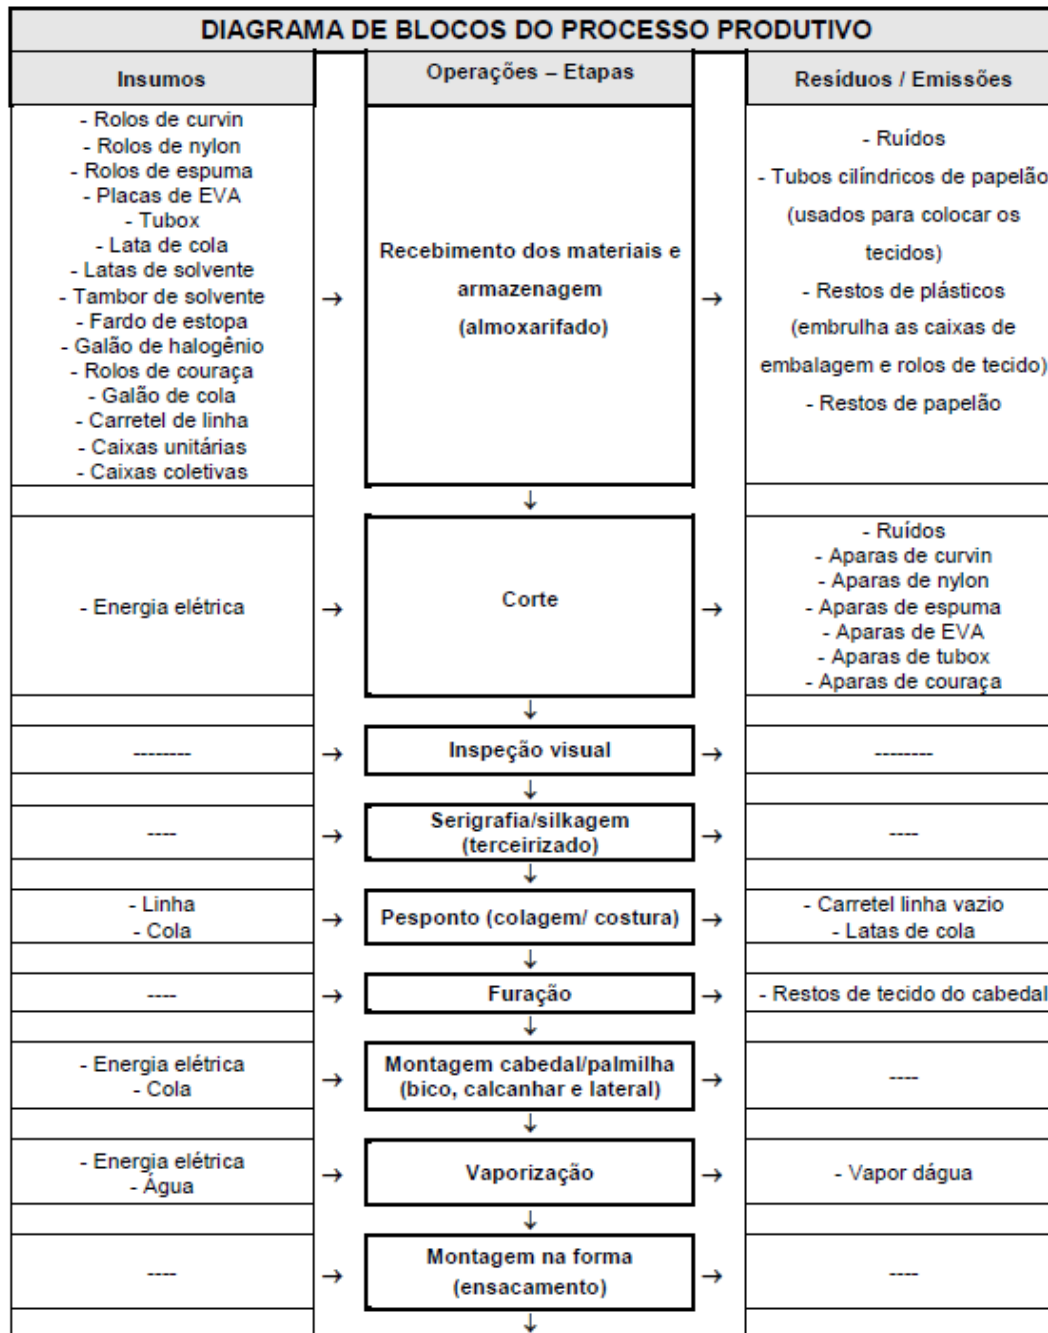 DIAGRAMA DE BLOCOS DO PROCESSO PRODUTIVO
Insumos
Operações – Etapas
Resíduos / Emissões
- Rolos de curvin
- Rolos de nylon
- Rolos de espuma
- Placas de EVA
- Tubox
- Lata de cola
- Latas de solvente
- Tambor de solvente
- Fardo de estopa
- Galão de halogênio
- Rolos de couraça
- Galão de cola
- Carretel de linha
- Caixas unitárias
- Caixas coletivas
→
Recebimento dos materiais e
armazenagem
(almoxarifado)
→
- Ruídos
- Tubos cilíndricos de papelão
(usados para colocar os
tecidos)
- Restos de plásticos
(embrulha as caixas de
embalagem e rolos de tecido)
- Restos de papelão
↓
- Energia elétrica
→
Corte
→
- Ruídos
- Aparas de curvin
- Aparas de nylon
- Aparas de espuma
- Aparas de EVA
- Aparas de tubox
- Aparas de couraça
↓
--------
→
Inspeção visual
→
--------
↓
----
→
Serigrafia/silkagem
(terceirizado)
→
----
↓
- Linha
- Cola
→
Pesponto (colagem/ costura)
→
- Carretel linha vazio
- Latas de cola
↓
----
→
Furação
→
- Restos de tecido do cabedal
↓
- Energia elétrica
- Cola
→
Montagem cabedal/palmilha
(bico, calcanhar e lateral)
→
----
↓
- Energia elétrica
- Água
→
Vaporização
→
- Vapor dágua
↓
----
→
Montagem na forma
(ensacamento)
→
----
↓